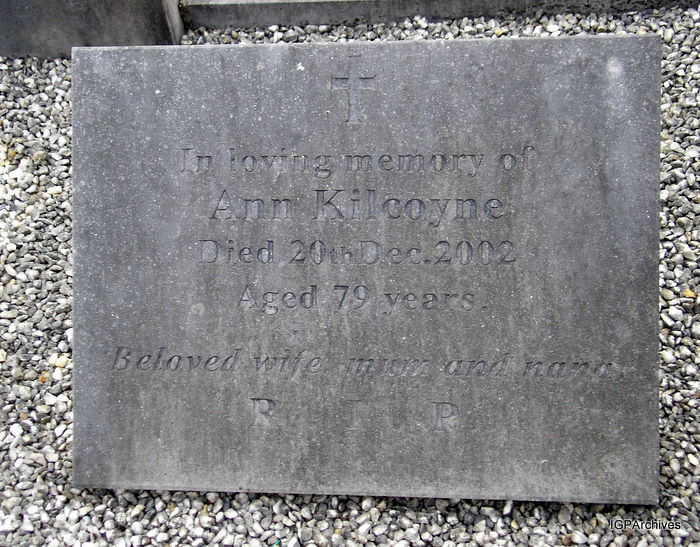 In loving memory of
Ann Kilcoyne
Died 20th Dec. 2002
Aged 79 years.
Beloved wife, mum and nana.
R I P
IGPArchives